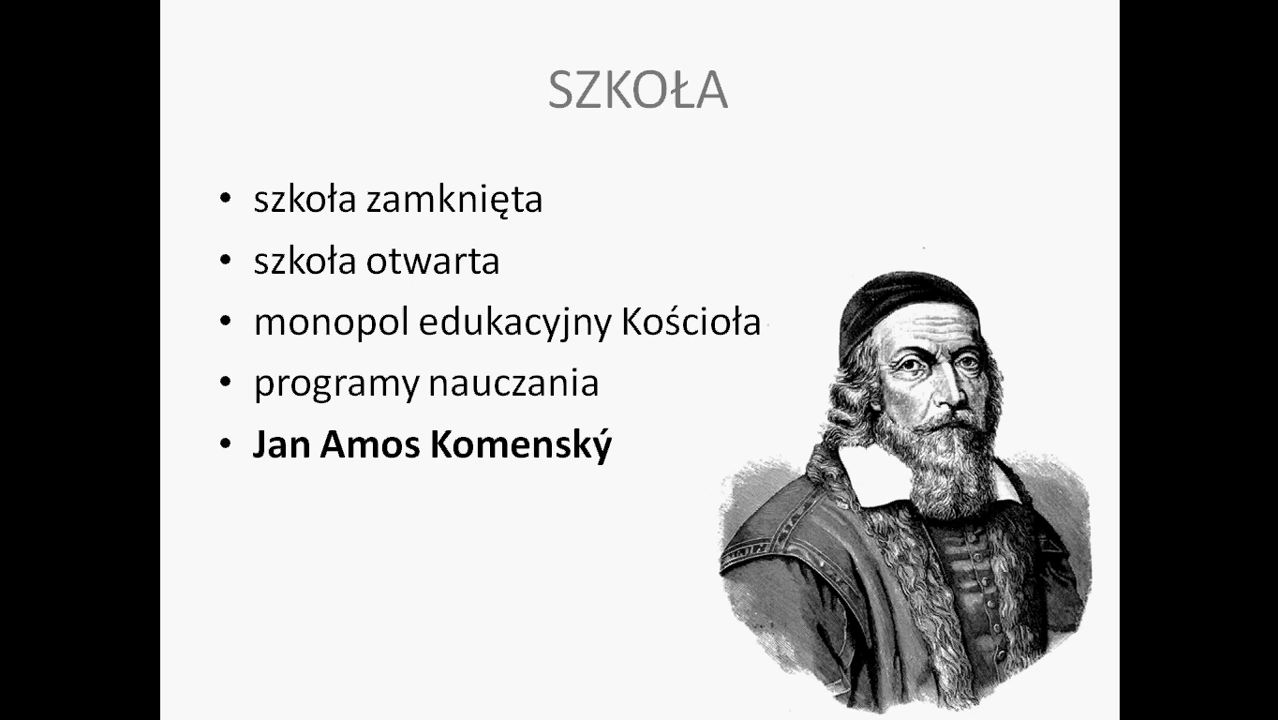 SZKOŁA
• szkoła zamknięta
• szkoła otwarta
• monopol edukacyjny Kościoła
• programy nauczania
• Jan Amos Komenský